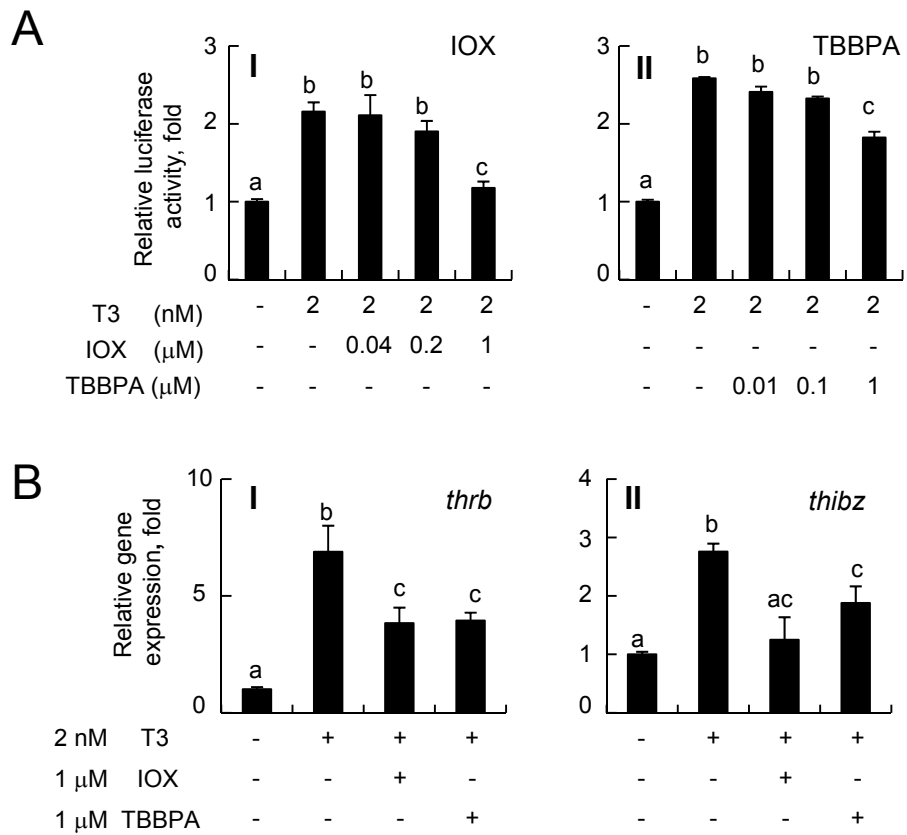 A
I IOX
II TBBPA
Relative luciferase
activity, fold
3
2
1
0
a b b b c
3
2
1
0
a b b b c
T3 (nM) - 2 2 2 2 - 2 2 2 2
IOX (μM) - - 0.04 0.2 1 - - - - -
TBBPA (μM) - - - - - - - 0.01 0.1 1
B
I thrb
II thibz
Relative gene
expression, fold
10
5
0
a b c c
4
3
2
1
0
a b ac c
2 nM T3 - + + + - + + +
1 μM IOX - - + - - - + -
1 μM TBBPA - - - + - - - +